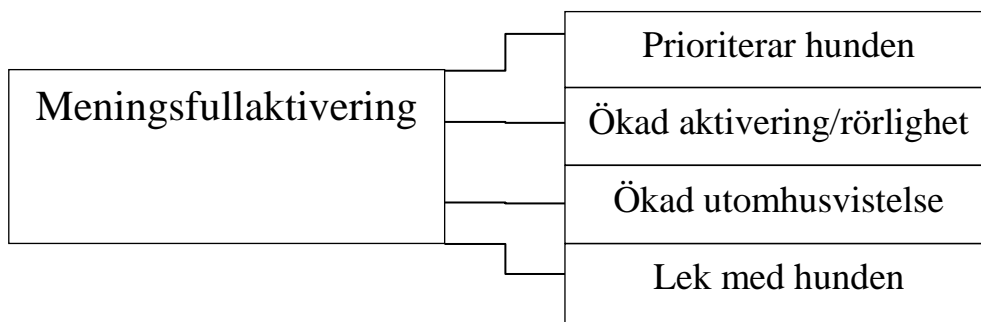 Meningsfullaktivering
Prioriterar hunden
Ökad aktivering/rörlighet
Ökad utomhusvistelse
Lek med hunden